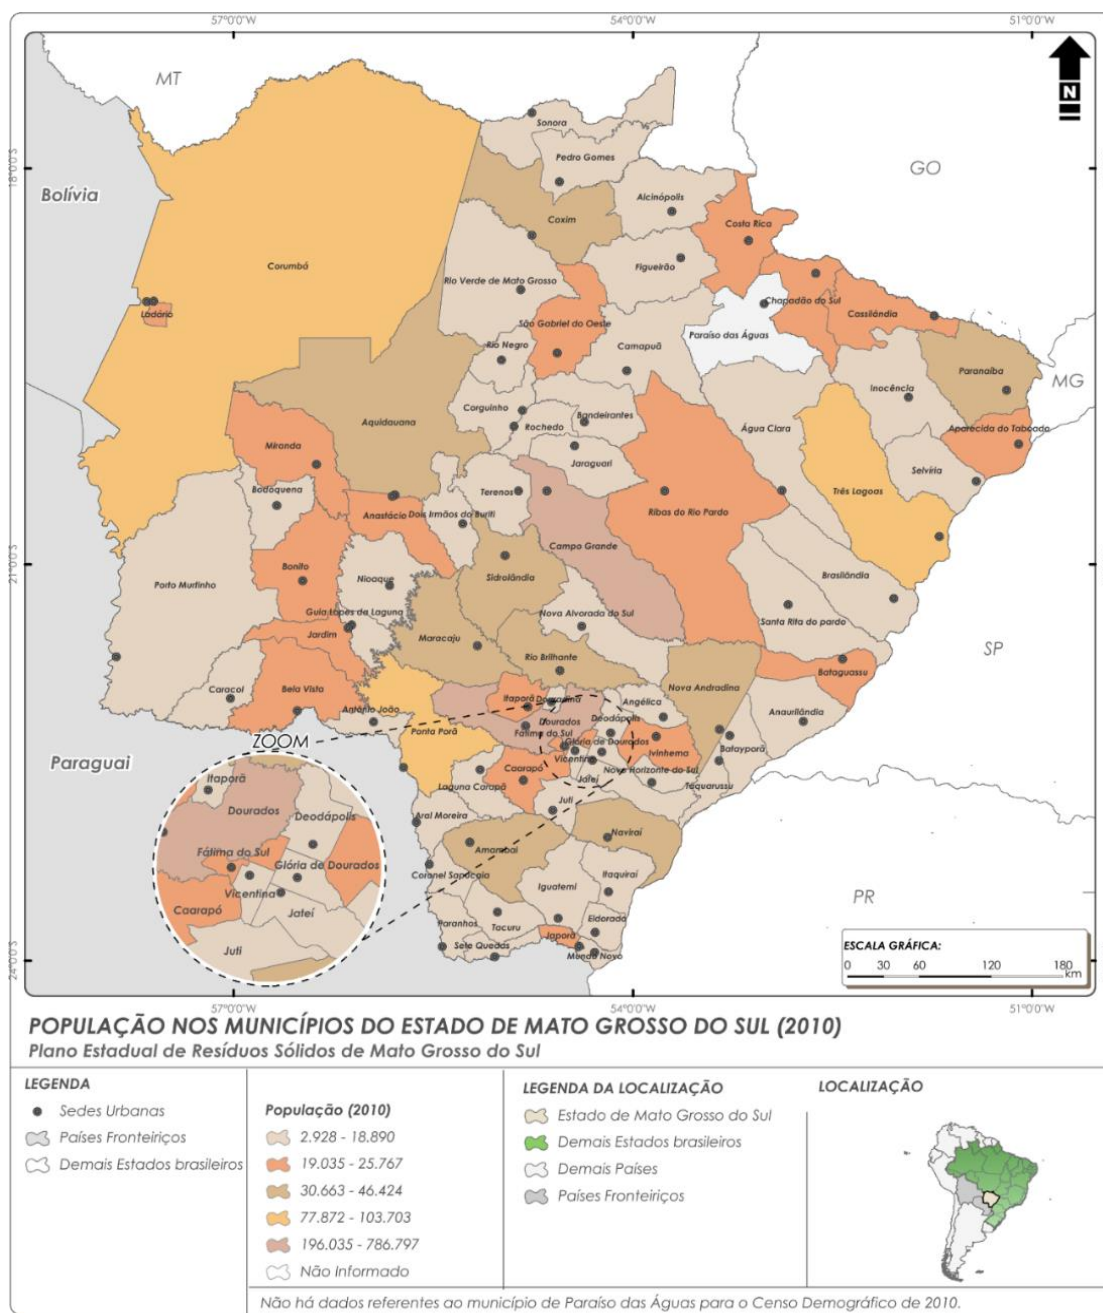 57°0'0"W 54°0'0"W 51°0'0"W
MT
N
Sonora
Pedro Gomes
18°0'0"S
GO
Bolívia
Alcinópolis
Coxim
Costa Rica
Corumbá
Figueirão
Rio Verde de Mato Grosso
Chapadão do Sul
Ladário
Cassilândia
São Gabriel do Oeste
Paraíso das Águas
Rio Negro
Camapuã
Paranaíba
MG
Inocência
Corguinho
Bandeirantes
Aquidauana
Rochedo
Água Clara
Aparecida do Taboado
Miranda
Jaraguari
Selvíria
Bodoquena
Terenos
Três Lagoas
Anastácio
Dois Irmãos do Buriti
Ribas do Rio Pardo
Campo Grande
21°0'0"S
Bonito
Sidrolândia
Brasilândia
Porto Murtinho
Nioaque
Guia Lopes da Laguna
Nova Alvorada do Sul
Santa Rita do pardo
Jardim
Maracaju
SP
Rio Brilhante
Bataguassu
Caracol
Bela Vista
Nova Andradina
Itaporã
Douradina
Angélica
Antônio João
Anaurilândia
Deodápolis
Dourados
Ponta Porã
Fátima do Sul
ZOOM
Glória de Dourados
Ivinhema
Batayporã
Paraguai
Vicentina
Caarapó
Novo Horizonte do Sul
Itaporã
Jateí
Laguna Carapã
Taquarussu
Juti
Dourados
Deodápolis
Aral Moreira
Naviraí
Fátima do Sul
Amambai
Glória de Dourados
Coronel Sapucaia
Itaquiraí
Vicentina
Iguatemi
PR
Caarapó
Jateí
Paranhos
Tacuru
Eldorado
Japorã
Juti
Sete Quedas
Mundo Novo
ESCALA GRÁFICA:
0 30 60 120 180
km
24°0'0"S
57°0'0"W 54°0'0"W 51°0'0"W
POPULAÇÃO NOS MUNICÍPIOS DO ESTADO DE MATO GROSSO DO SUL (2010)
Plano Estadual de Resíduos Sólidos de Mato Grosso do Sul
LEGENDA
Sedes Urbanas
Países Fronteiriços
Demais Estados brasileiros
População (2010)
2.928 - 18.890
19.035 - 25.767
30.663 - 46.424
77.872 - 103.703
196.035 - 786.797
Não Informado
LEGENDA DA LOCALIZAÇÃO
Estado de Mato Grosso do Sul
Demais Estados brasileiros
Demais Países
Países Fronteiriços
LOCALIZAÇÃO
Não há dados referentes ao município de Paraíso das Águas para o Censo Demográfico de 2010.